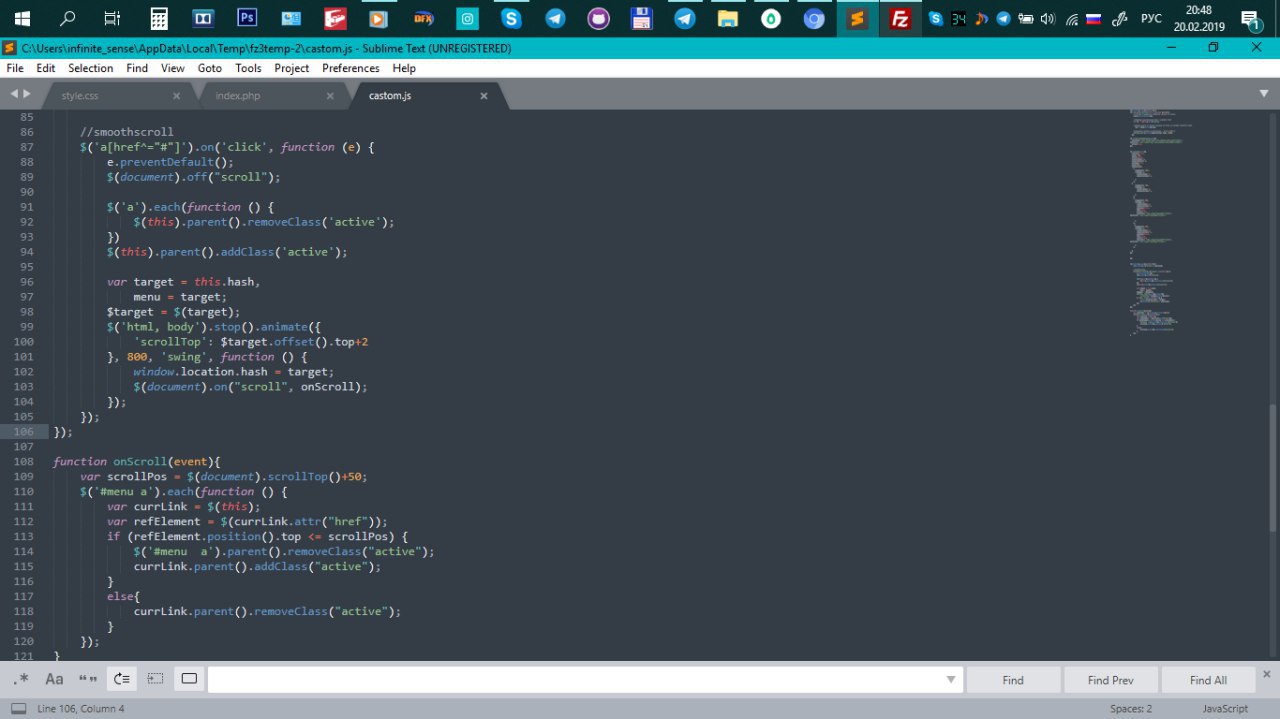 20:48
РУС
20.02.2019
C:\Users\infinite_sense\AppData\Local\Temp\fz3temp-2\castom.js - Sublime Text (UNREGISTERED)
File Edit Selection Find View Goto Tools Project Preferences Help
style.css index.php castom.js
85
86 //smoothscroll
87 $('a[href^="#"]').on('click', function (e) {
88 e.preventDefault();
89 $(document).off("scroll");
90
91 $('a').each(function () {
92 $(this).parent().removeClass('active');
93 })
94 $(this).parent().addClass('active');
95
96 var target = this.hash,
97 menu = target;
98 $target = $(target);
99 $('html, body').stop().animate({
100 'scrollTop': $target.offset().top+2
101 }, 800, 'swing', function () {
102 window.location.hash = target;
103 $(document).on("scroll", onScroll);
104 });
105 });
106 });
107
108 function onScroll(event){
109 var scrollPos = $(document).scrollTop()+50;
110 $('#menu a').each(function () {
111 var currLink = $(this);
112 var refElement = $(currLink.attr("href"));
113 if (refElement.position().top <= scrollPos) {
114 $('#menu  a').parent().removeClass("active");
115 currLink.parent().addClass("active");
116 }
117 else{
118 currLink.parent().removeClass("active");
119 }
120 });
121 }
.* Aa “” Find Find Prev Find All
Line 106, Column 4 Spaces: 2 JavaScript